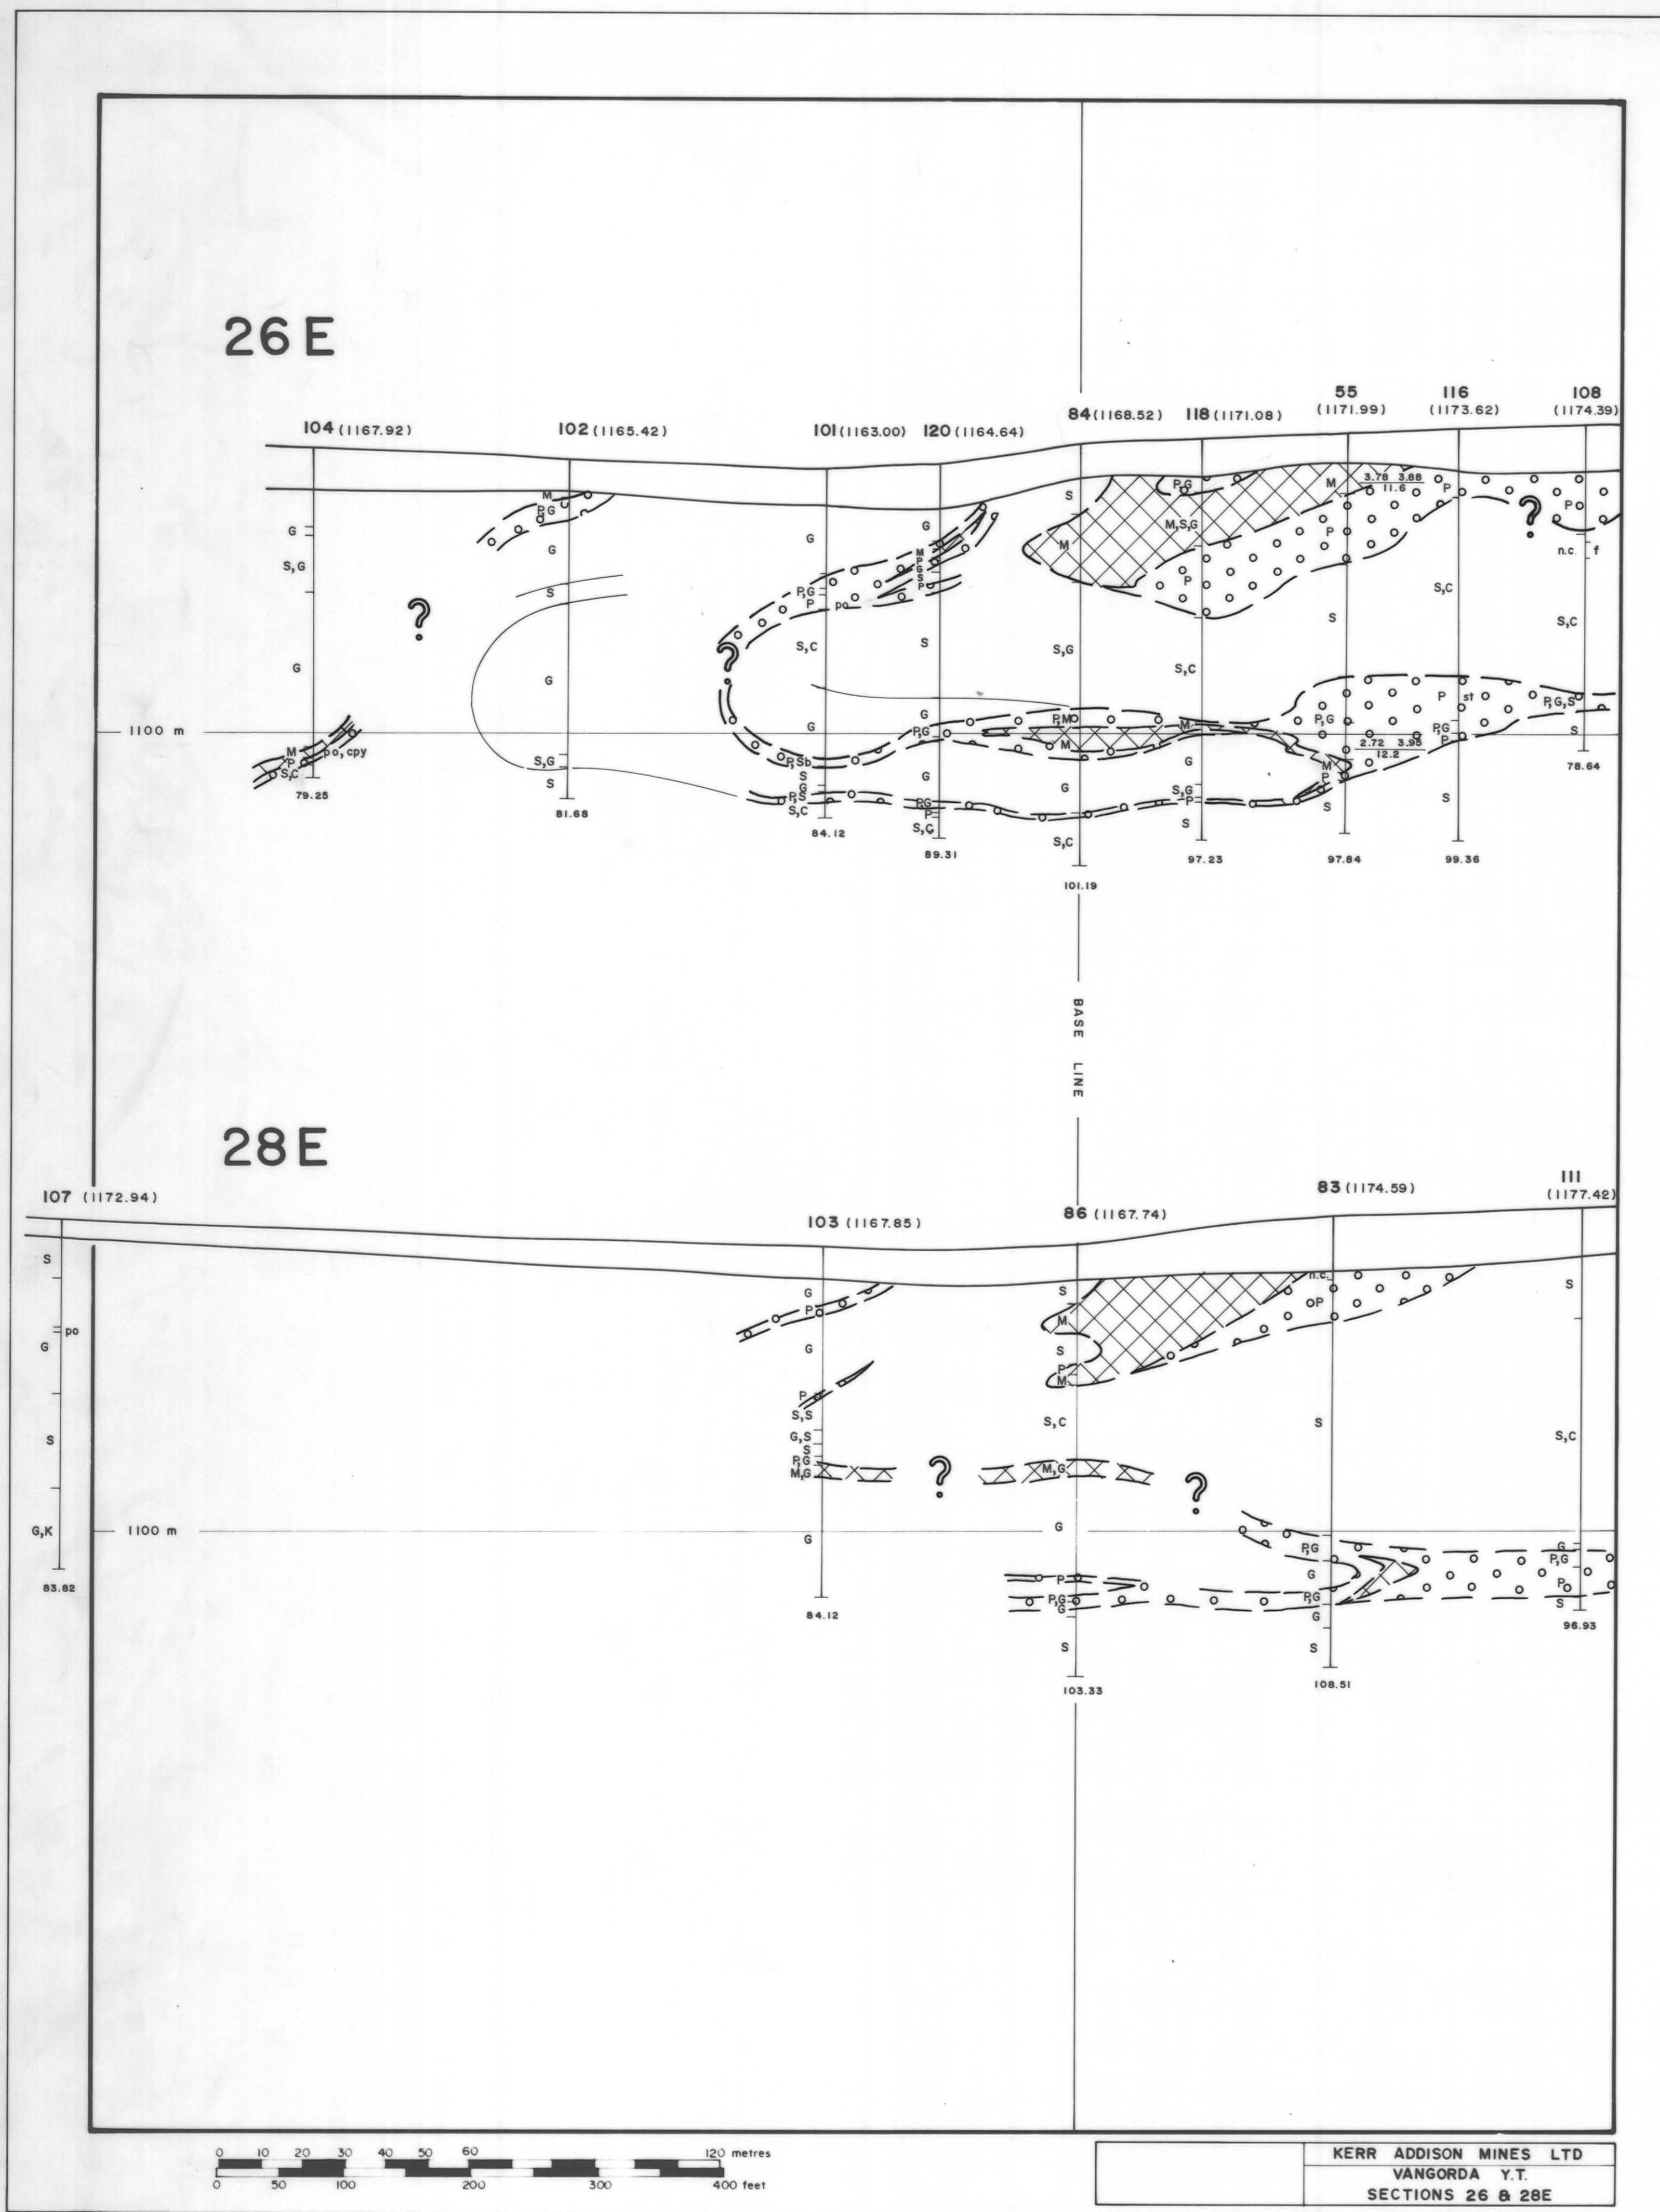 26 E
55
116
108
84 (1168.52)
118 (1171.08)
(1171.99)
(1173.62)
(1174.39)
104 (1167.92)
102 (1165.42)
101 (1163.00)
120 (1164.64)
3.78 3.88
11.6
M
P,G
S
P,G
M
P
P
M
M,S,G
P
G
G
G
G
M
P
G
S
P
n.c. f
S,G
S
P,G
P
po
P
S,C
?
?
?
S
S,C
S,C
S
S,G
S,C
G
G
P
st
P,G,S
G
G
P,G
P,M
M
P,G
P,G
P
S
1100 m
M
P
S,C
po, cpy
S,G
S
P,Sb
S
G
P,S
S,C
M
G
2.72 3.95
12.2
M
P
S
G
G
S,G
P
S
P,G
P
S,C
S
S,C
79.25
81.68
84.12
89.31
101.19
97.23
97.84
99.36
78.64
BASE LINE
28 E
107 (1172.94)
103 (1167.85)
86 (1167.74)
83 (1174.59)
111
(1177.42)
S
G
P
S
n.c.
P
S
po
G
G
M
S
P
M
P
S,S
G,S
S
P,G
M,G
S,C
S
S,C
S
?
M,G
?
G,K
1100 m
G
G
P,G
G
P,G
G
P,G
P
S
P
P,G
G
G
S
S
83.82
84.12
103.33
108.51
96.93
0 10 20 30 40 50 60 120 metres
0 50 100 200 300 400 feet
KERR ADDISON MINES LTD
VANGORDA Y.T.
SECTIONS 26 & 28E